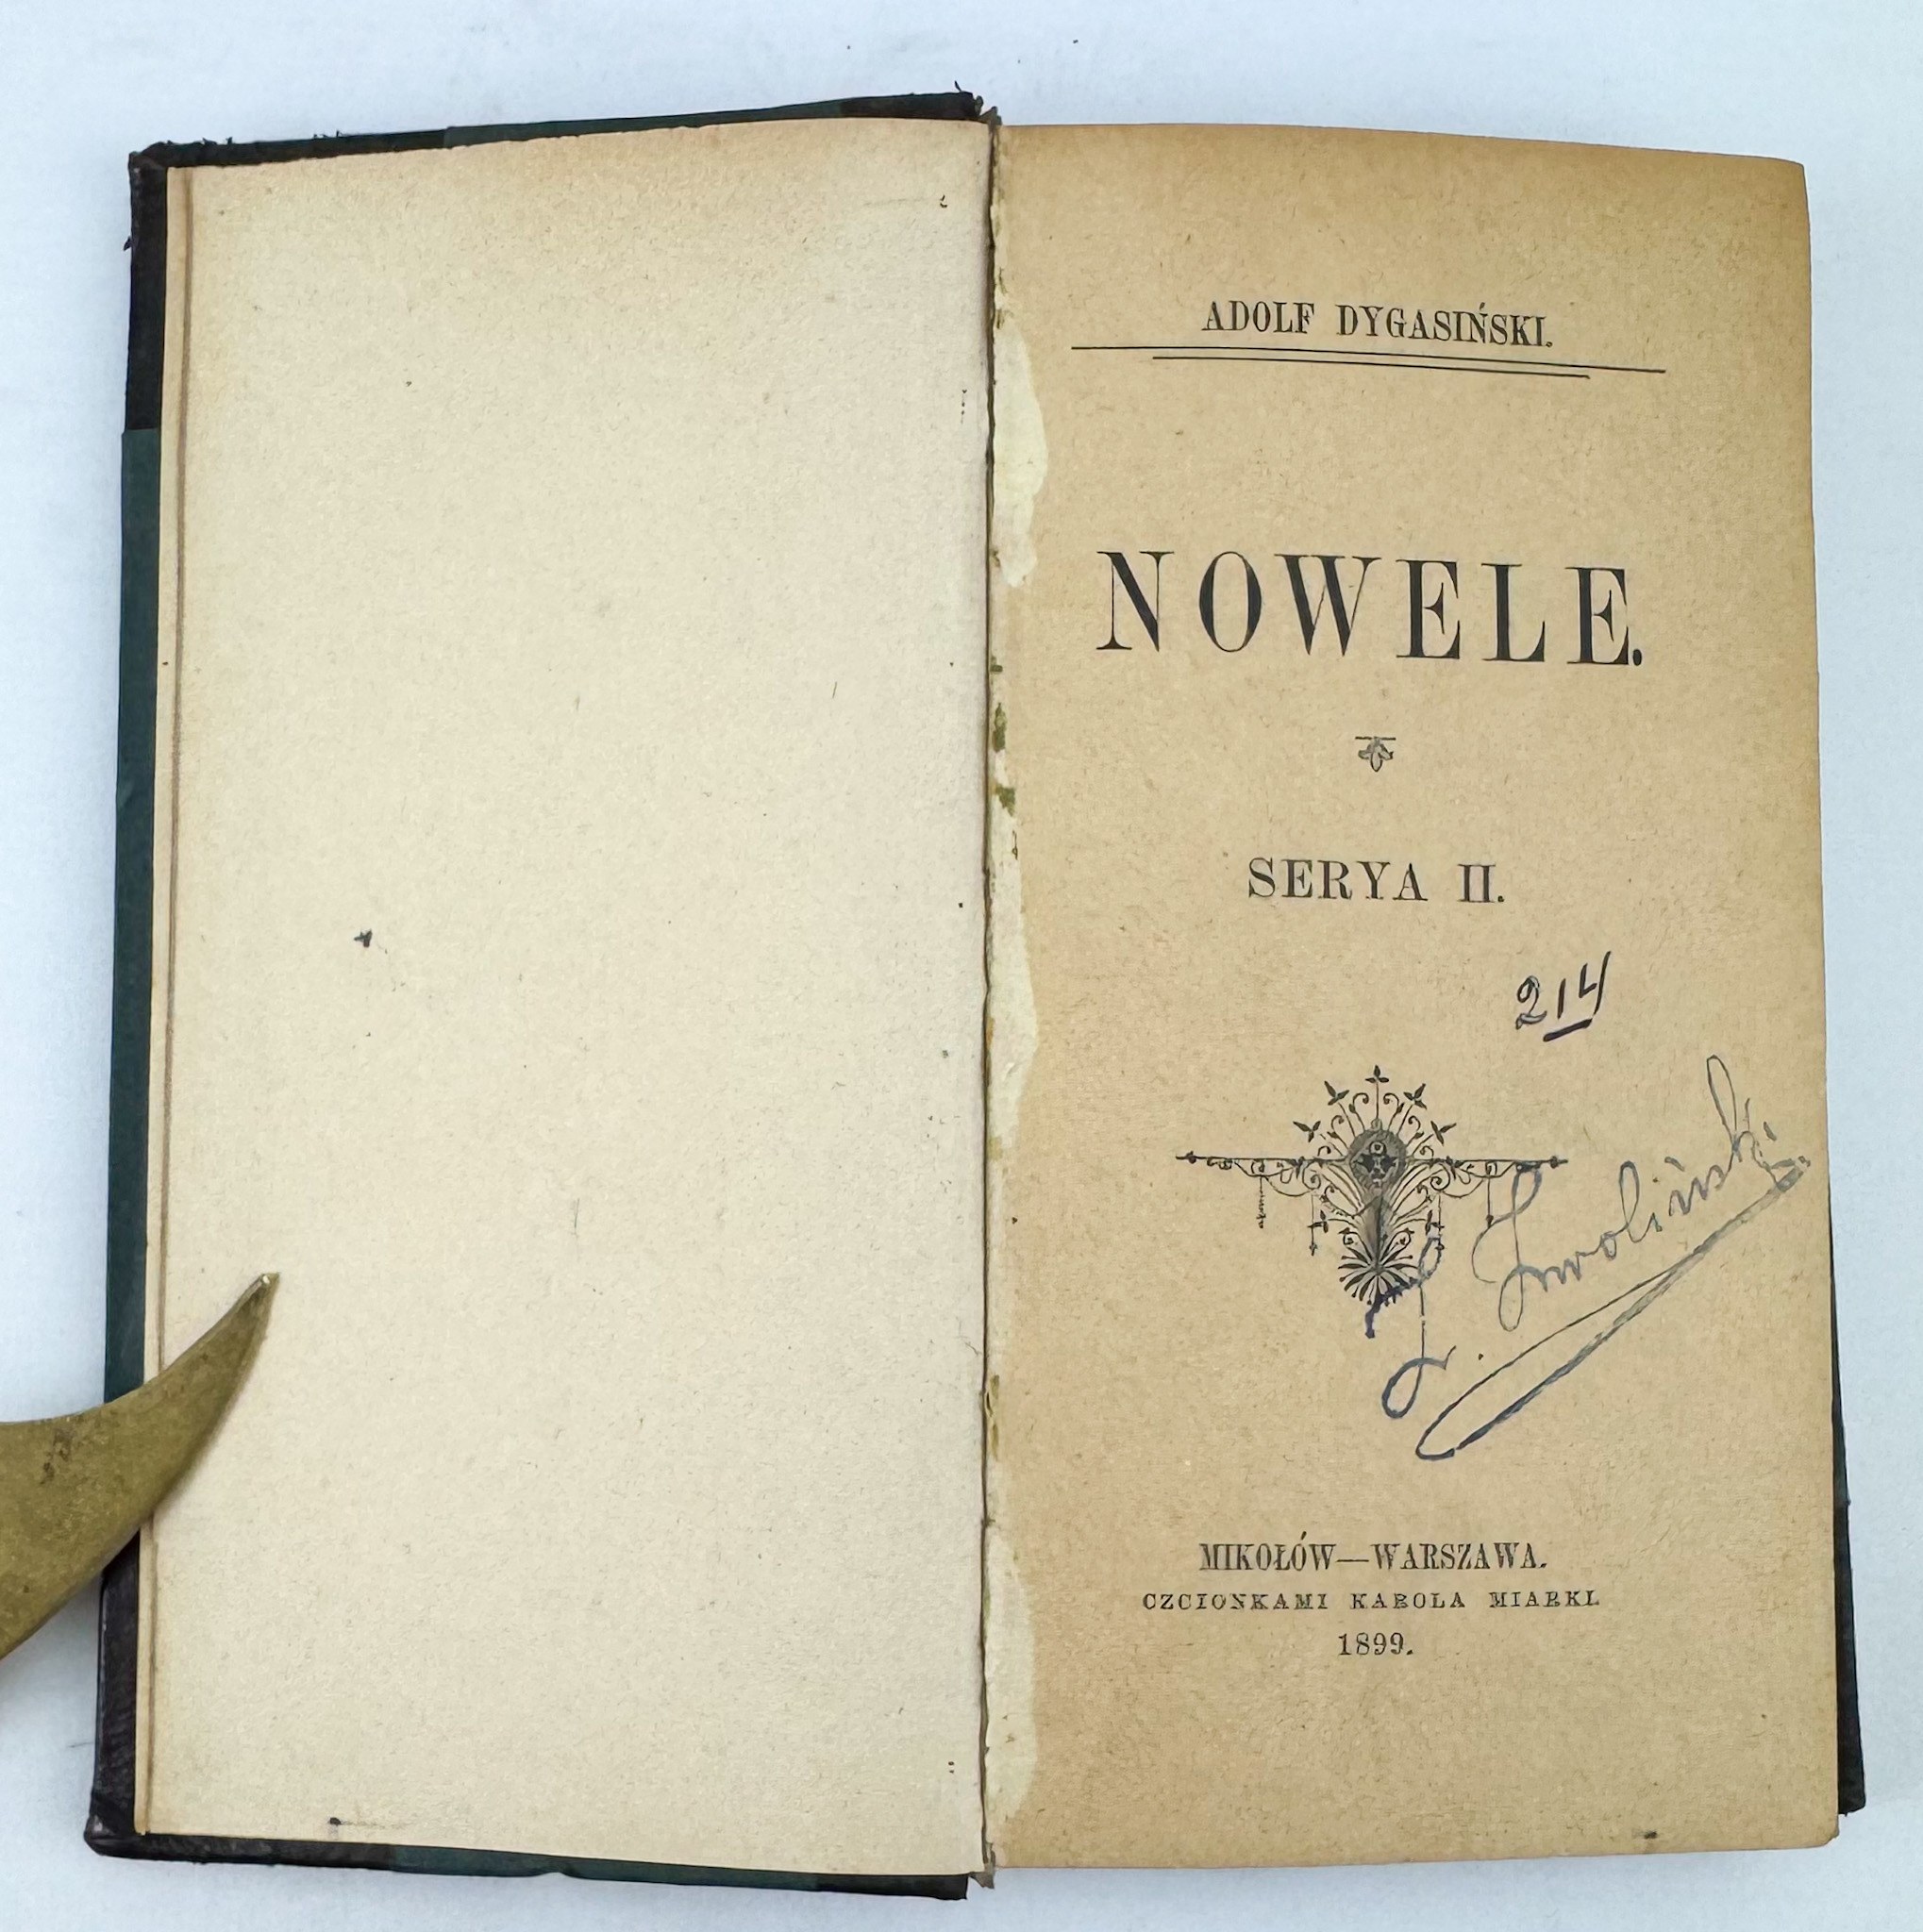 ADOLF DYGASIŃSKI.
NOWELE.
SERYA II.
214
MIKOŁÓW—WARSZAWA.
CZCIONKAMI KAROLA MIARKI.
1899.